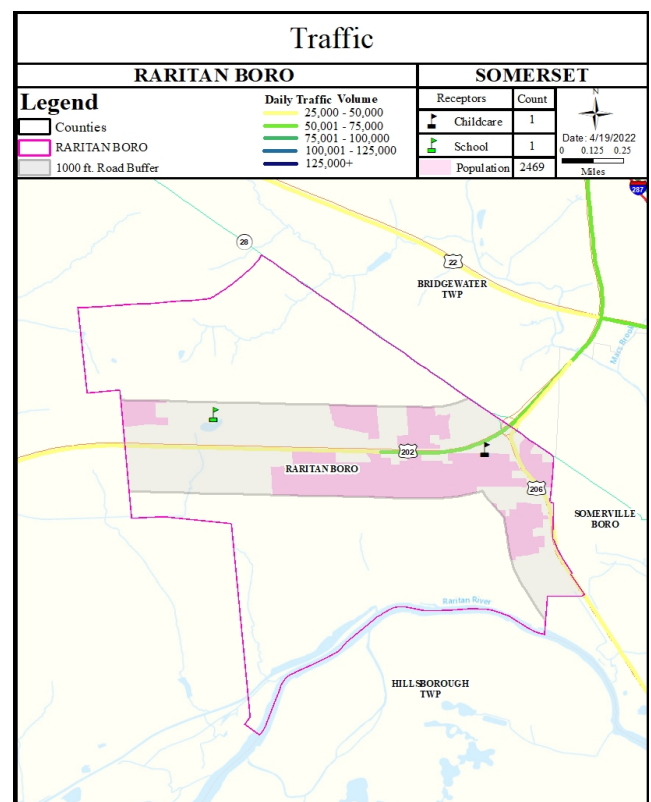 Traffic
RARITAN BORO
SOMERSET
Legend
Counties
RARITAN BORO
1000 ft. Road Buffer
Daily Traffic Volume
25,000 - 50,000
50,001 - 75,000
75,001 - 100,000
100,001 - 125,000
125,000+
Receptors Count
Childcare 1
School 1
Population 2469
N
Date: 4/19/2022
0 0.125 0.25
Miles
287
28
22
BRIDGEWATER
TWP
202
RARITAN BORO
206
SOMERVILLE
BORO
Raritan River
HILLSBOROUGH
TWP